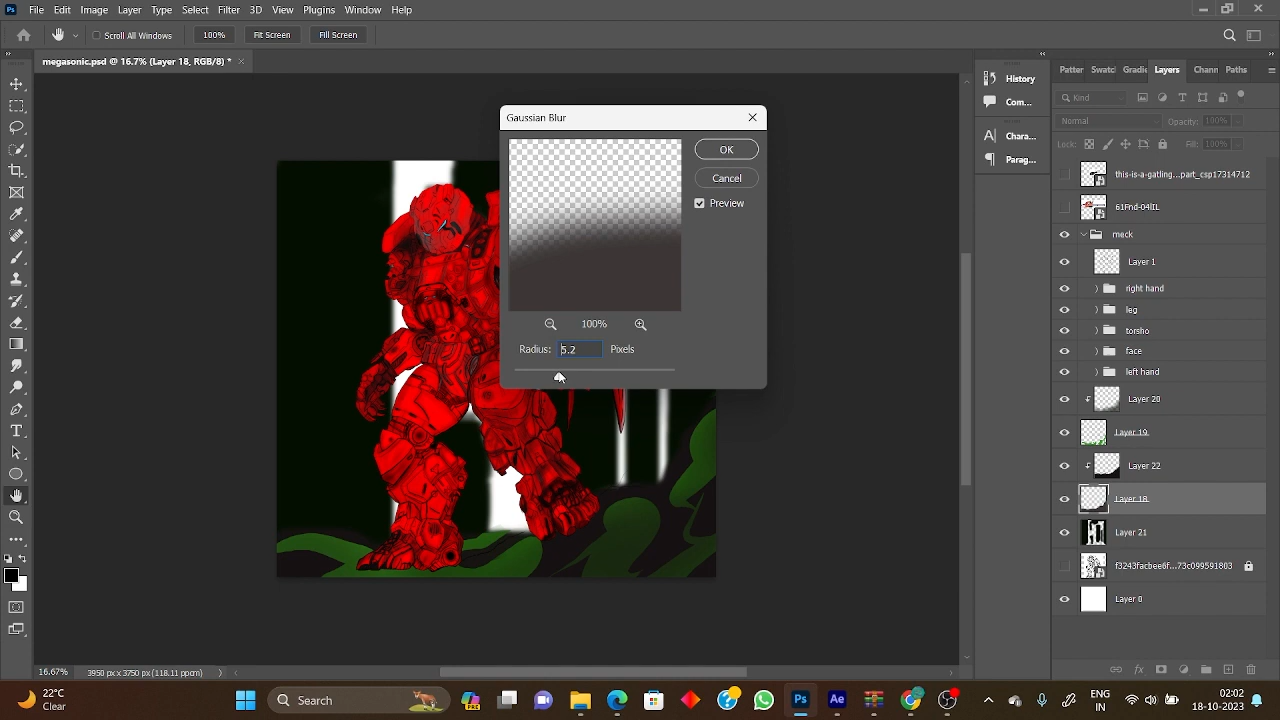 Ps File Edit Image Layer Type Select Filter 3D View Plugins Window Help
Scroll All Windows 100% Fit Screen Fill Screen
megasonic.psd @ 16.7% (Layer 18, RGB/8) *
Gaussian Blur
OK
Cancel
Preview
100%
Radius: 5.2 Pixels
History
Com...
Chara...
Parag...
Patter Swatc Gradie Layers Chann Paths
Kind
Normal Opacity: 100%
Lock: Fill: 100%
this-is-a-gatling...part_csp17314712
meck
Layer 1
right hand
leg
torsho
face
left hand
Layer 20
Layer 19
Layer 22
Layer 18
Layer 21
Layer 0
16.67% 3950 px x 3750 px (118.11 ppcm)
22°C
Clear
Search
Ps Ae
ENG
IN
02:02
18-10-2023